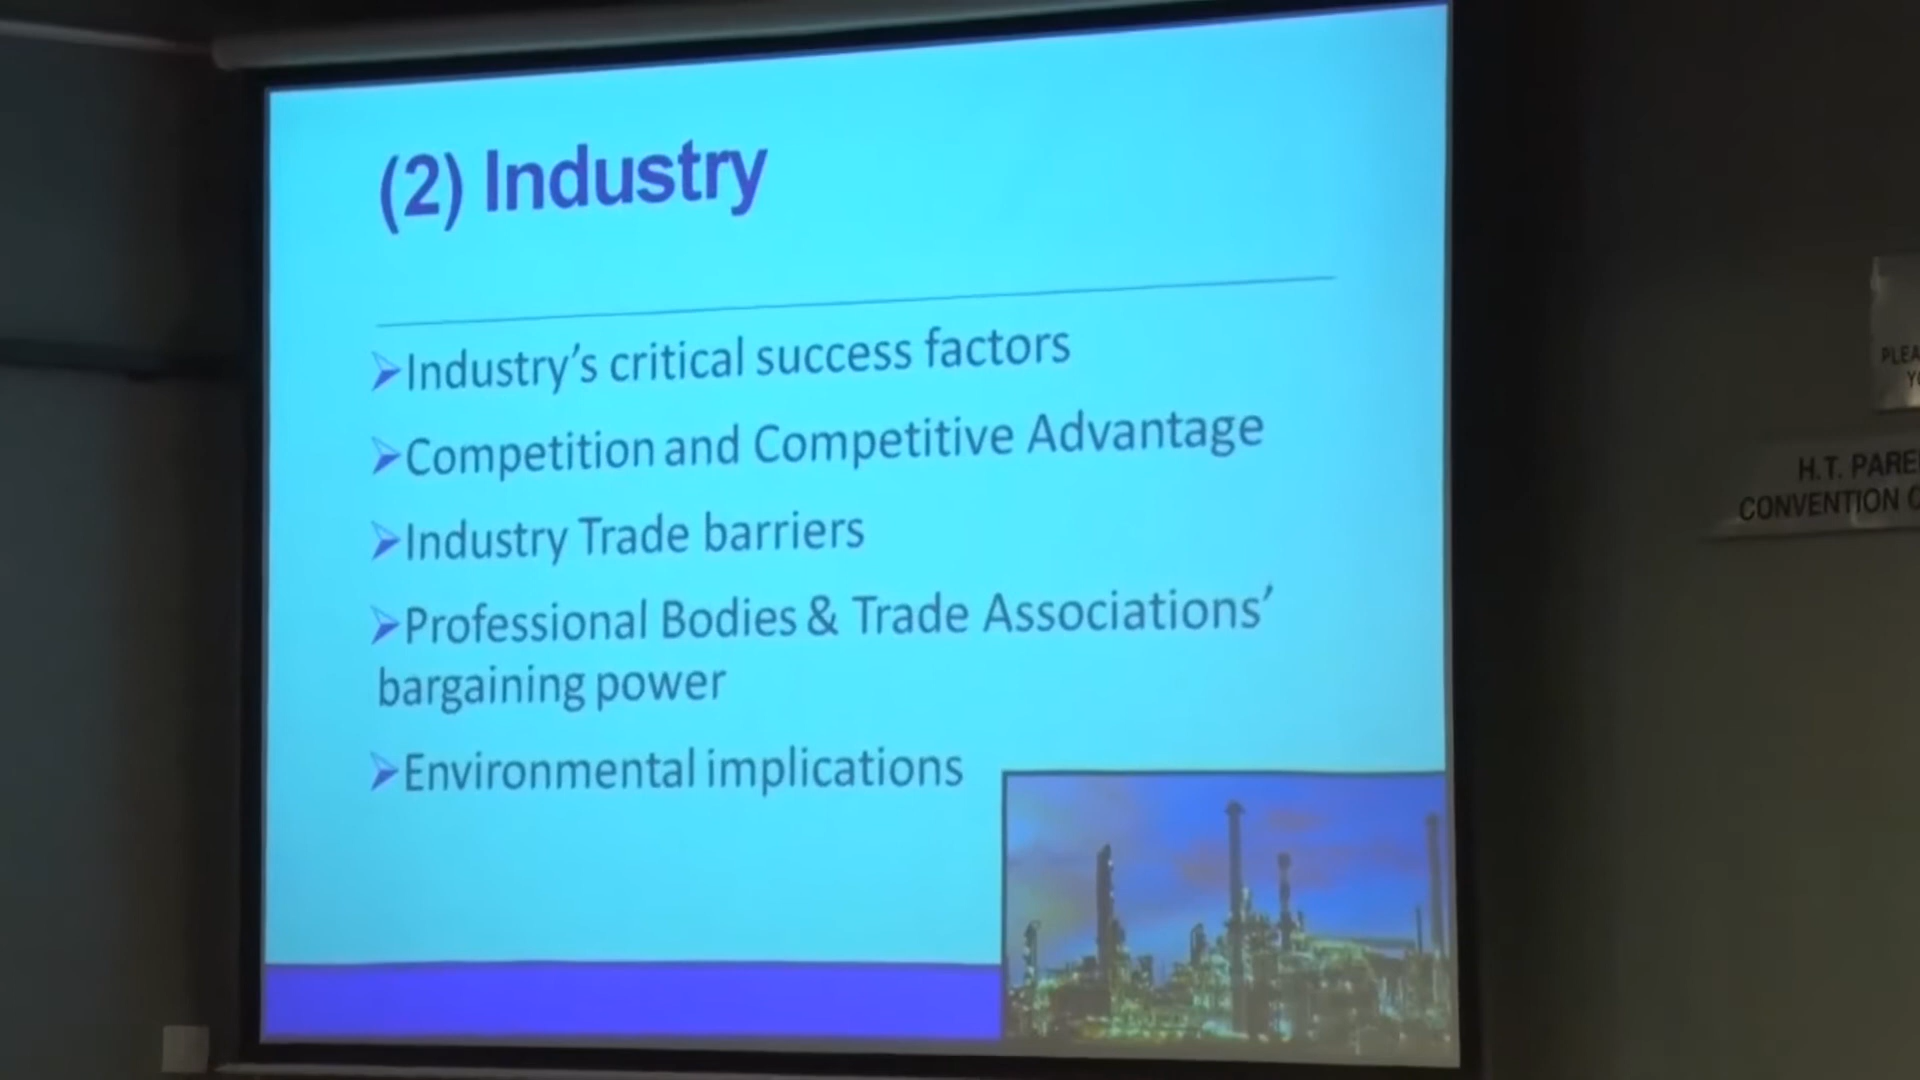 (2) Industry
Industry's critical success factors
Competition and Competitive Advantage
Industry Trade barriers
Professional Bodies & Trade Associations'
bargaining power
Environmental implications
H.T.
CONVENTION